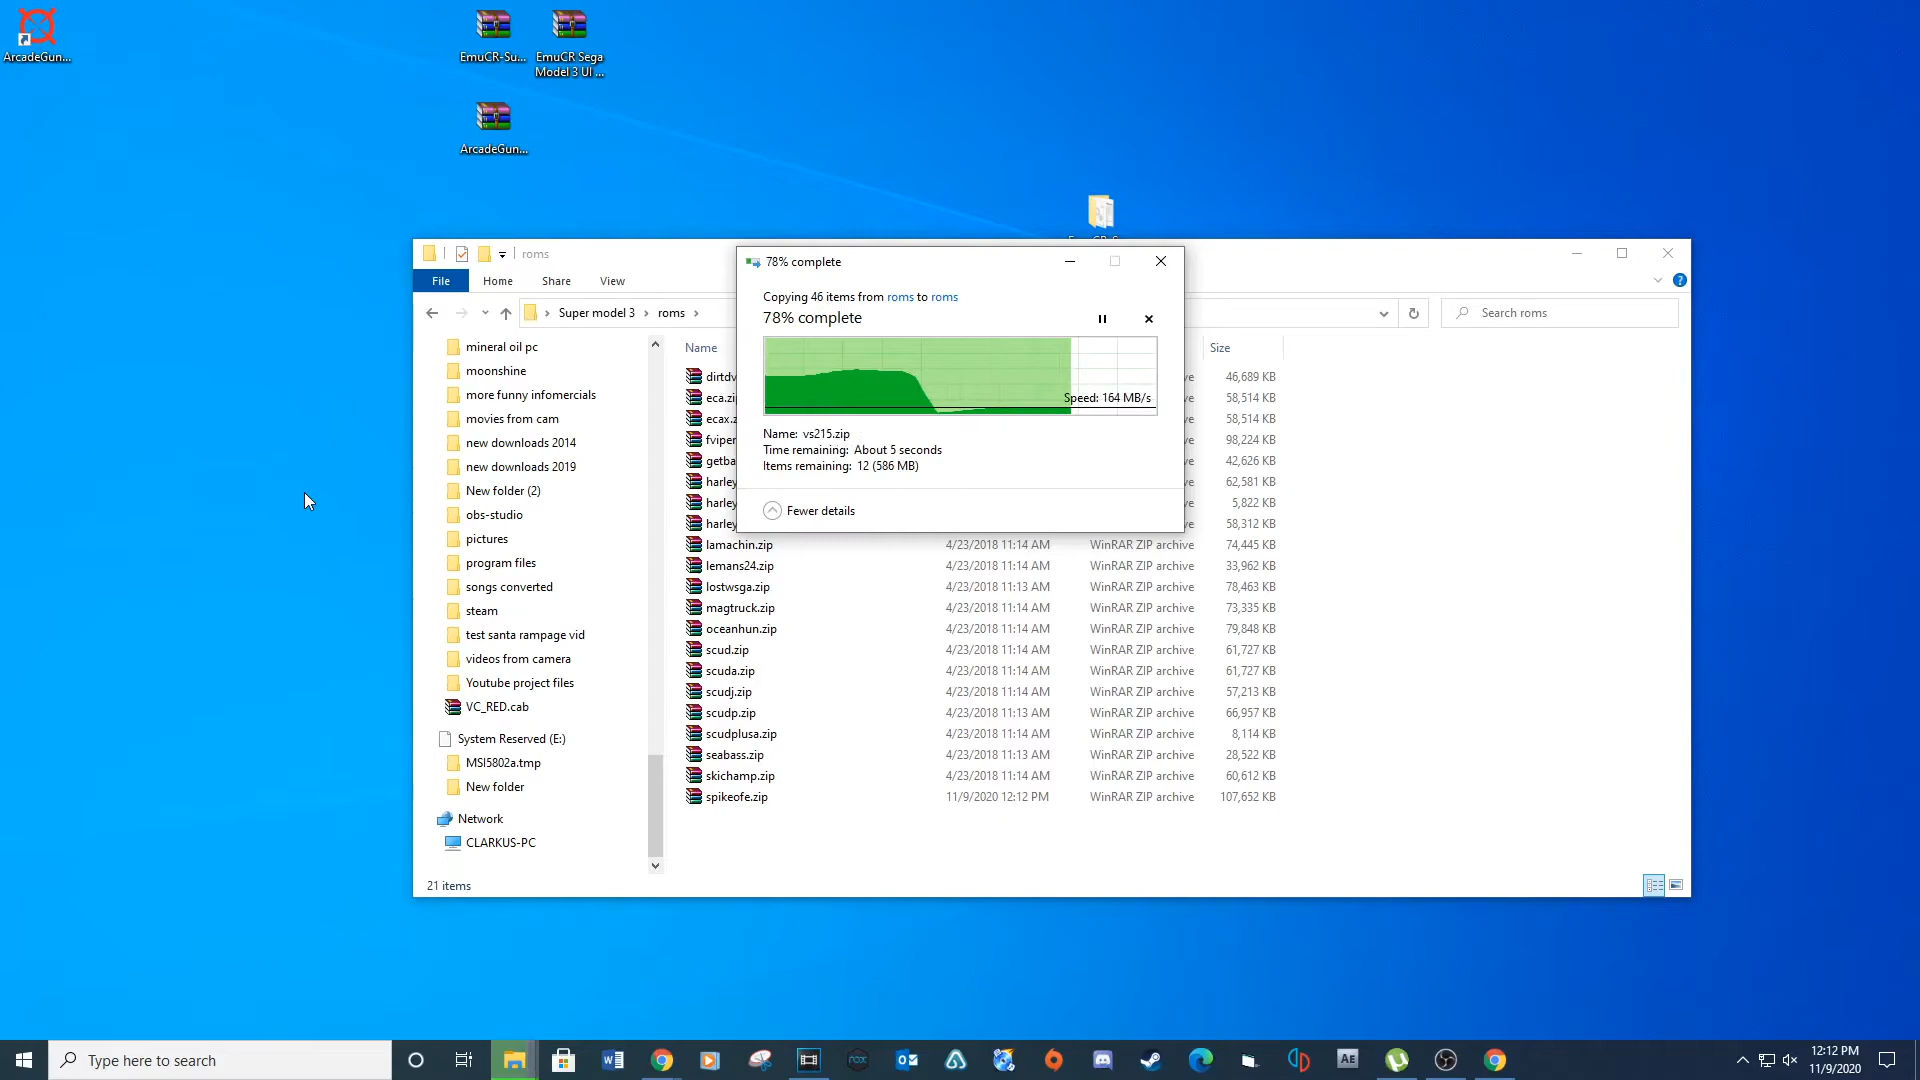 ArcadeGun...
EmuCR-Su...
EmuCR Sega
Model 3 UI ...
ArcadeGun...
roms
File
Home
Share
View
Super model 3
roms
Search roms
78% complete
Copying 46 items from roms to roms
78% complete
Speed: 164 MB/s
Name: vs215.zip
Time remaining: About 5 seconds
Items remaining: 12 (586 MB)
Fewer details
mineral oil pc
moonshine
more funny infomercials
movies from cam
new downloads 2014
new downloads 2019
New folder (2)
obs-studio
pictures
program files
songs converted
steam
test santa rampage vid
videos from camera
Youtube project files
VC_RED.cab
System Reserved (E:)
MSI5802a.tmp
New folder
Network
CLARKUS-PC
Name Size
dirtdv ve 46,689 KB
eca.zi ve 58,514 KB
ecax.z ve 58,514 KB
fviper ve 98,224 KB
getba ve 42,626 KB
harley ve 62,581 KB
harley ve 5,822 KB
harley ve 58,312 KB
lamachin.zip 4/23/2018 11:14 AM WinRAR ZIP archive 74,445 KB
lemans24.zip 4/23/2018 11:14 AM WinRAR ZIP archive 33,962 KB
lostwsga.zip 4/23/2018 11:13 AM WinRAR ZIP archive 78,463 KB
magtruck.zip 4/23/2018 11:14 AM WinRAR ZIP archive 73,335 KB
oceanhun.zip 4/23/2018 11:14 AM WinRAR ZIP archive 79,848 KB
scud.zip 4/23/2018 11:14 AM WinRAR ZIP archive 61,727 KB
scuda.zip 4/23/2018 11:14 AM WinRAR ZIP archive 61,727 KB
scudj.zip 4/23/2018 11:14 AM WinRAR ZIP archive 57,213 KB
scudp.zip 4/23/2018 11:13 AM WinRAR ZIP archive 66,957 KB
scudplusa.zip 4/23/2018 11:14 AM WinRAR ZIP archive 8,114 KB
seabass.zip 4/23/2018 11:13 AM WinRAR ZIP archive 28,522 KB
skichamp.zip 4/23/2018 11:14 AM WinRAR ZIP archive 60,612 KB
spikeofe.zip 11/9/2020 12:12 PM WinRAR ZIP archive 107,652 KB
21 items
Type here to search
AE
12:12 PM
11/9/2020